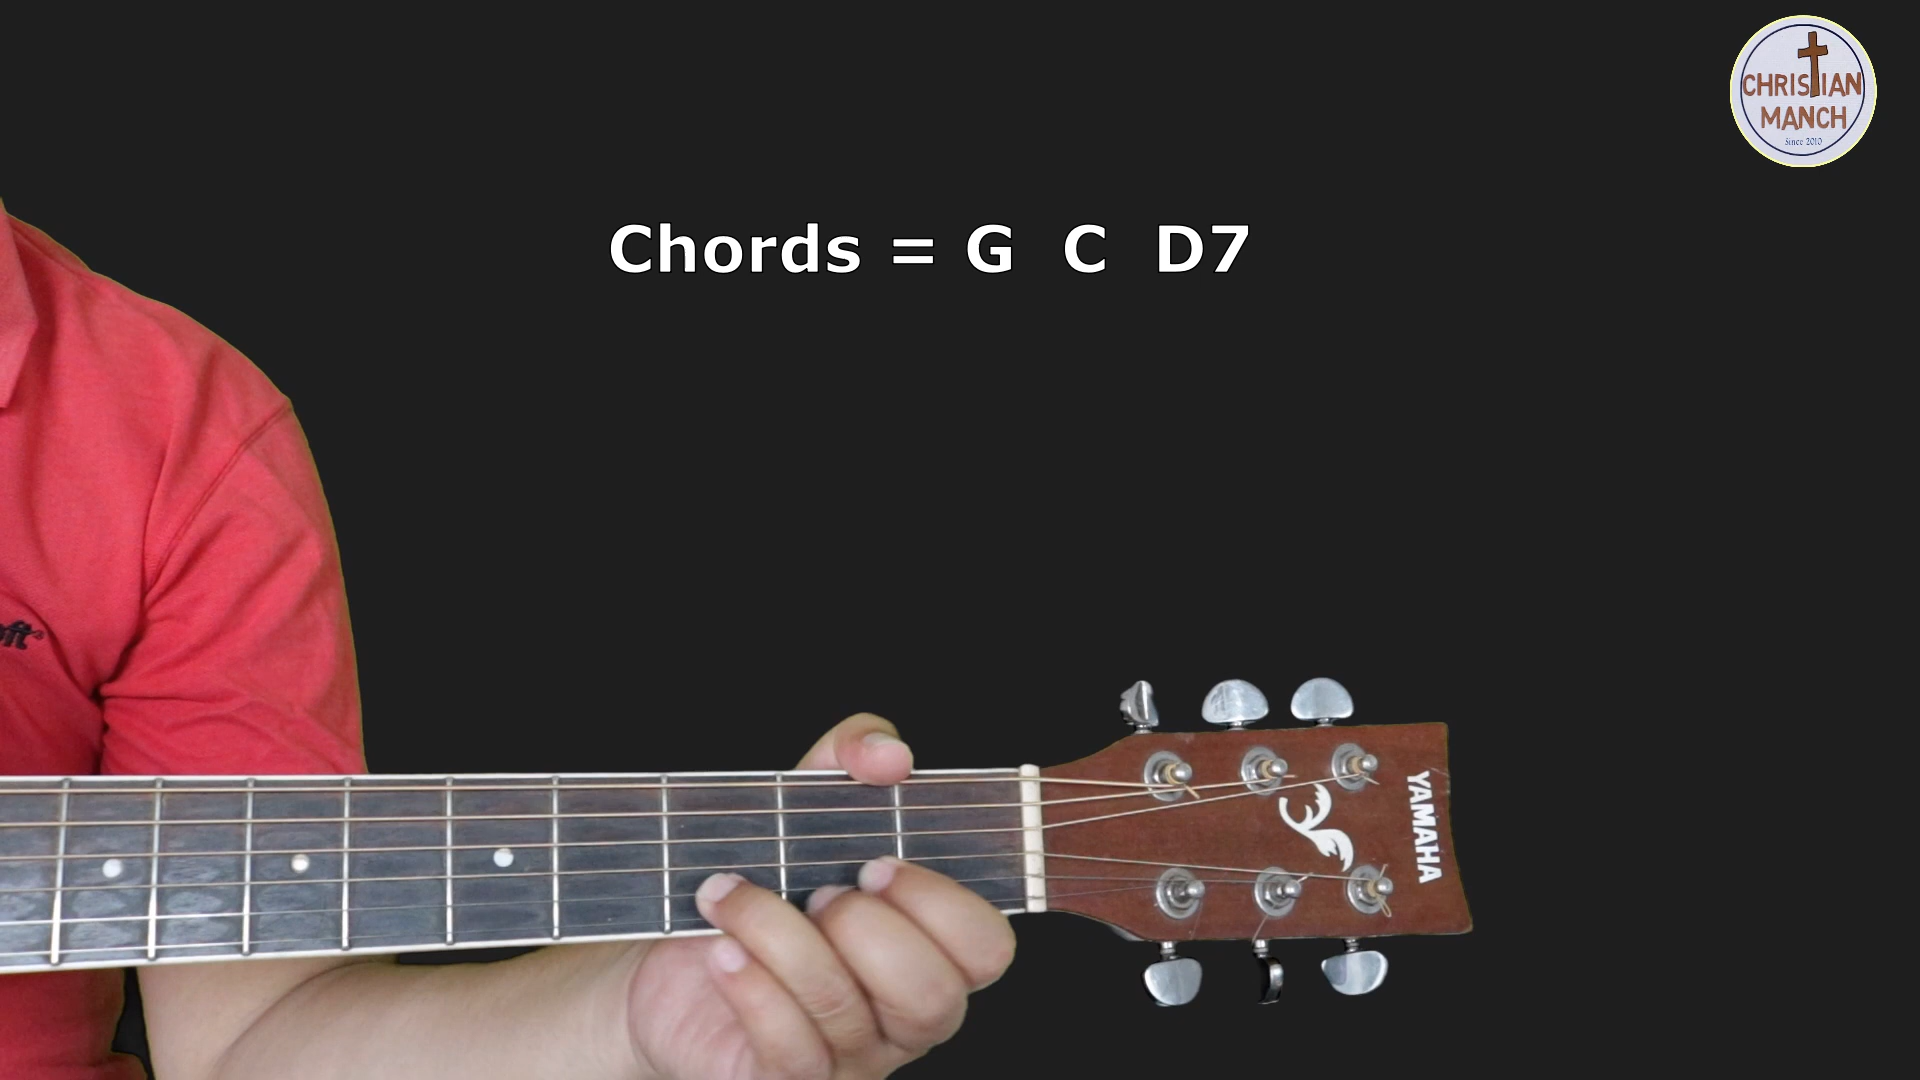 CHRISTIAN
MANCH
Since 2010
Chords = G C D7
YAMAHA